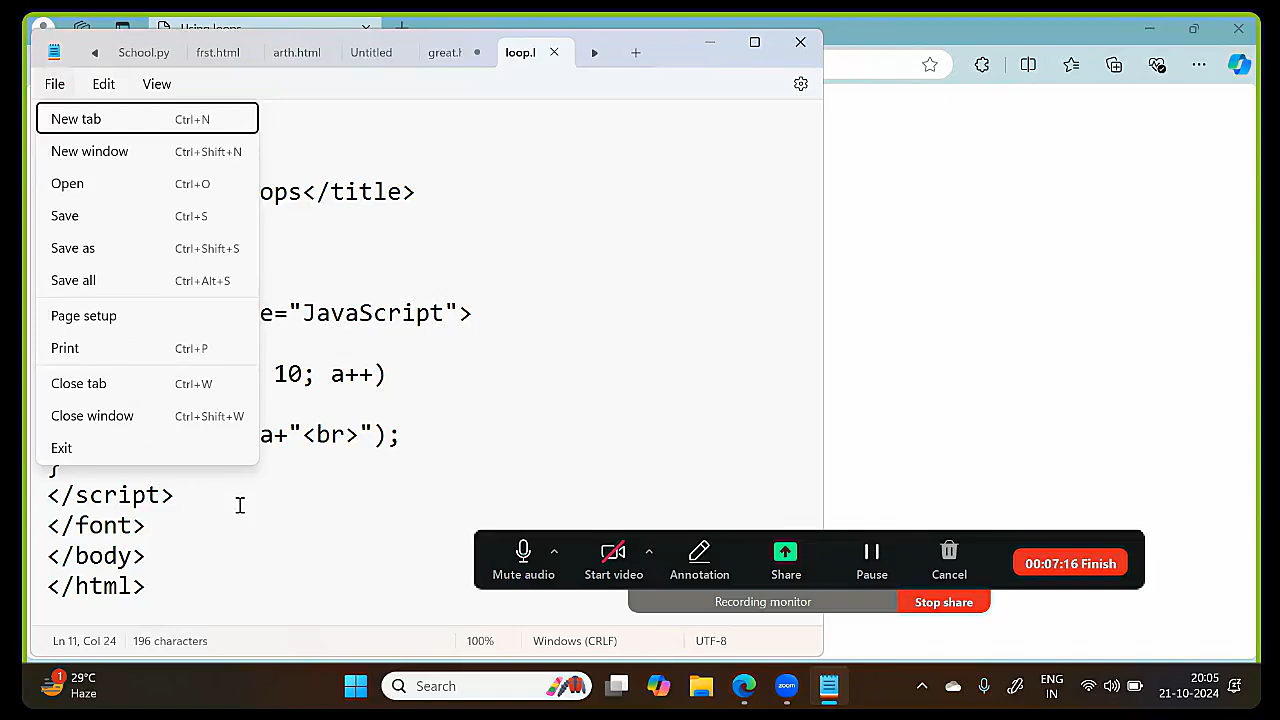 Using loops
School.py
frst.html
arth.html
Untitled
great.h
loop.l
File
Edit
View
New tab Ctrl+N
New window Ctrl+Shift+N
Open Ctrl+O
Save Ctrl+S
Save as Ctrl+Shift+S
Save all Ctrl+Alt+S
Page setup
Print Ctrl+P
Close tab Ctrl+W
Close window Ctrl+Shift+W
Exit
ops</title>
e="JavaScript">
10; a++)
a+"<br>");
}
</script>
</font>
</body>
</html>
Mute audio
Start video
Annotation
Share
Pause
Cancel
00:07:16 Finish
Recording monitor
Stop share
Ln 11, Col 24
196 characters
100%
Windows (CRLF)
UTF-8
1
29°C
Haze
Search
zoom
ENG
IN
20:05
21-10-2024